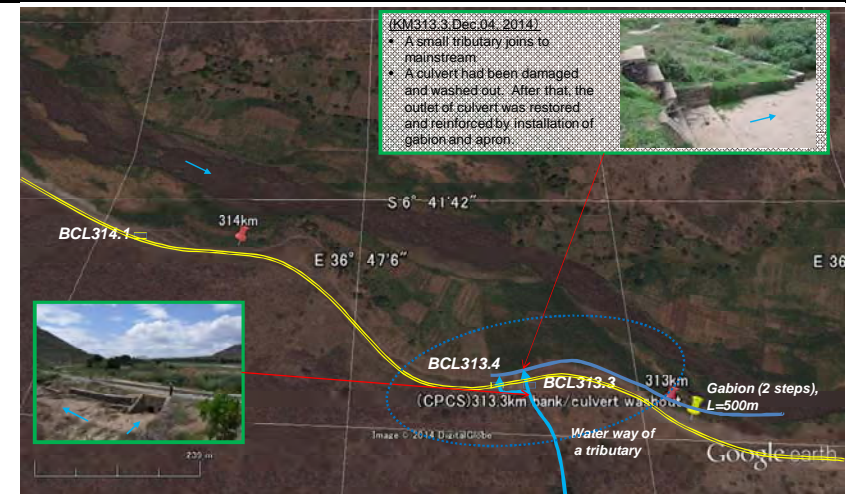 (KM313.3.Dec.04, 2014)
• A small tributary joins to
mainstream
• A culvert had been damaged
and washed out. After that, the
outlet of culvert was restored
and reinforced by installation of
gabion and apron.
S 6° 41'42"
314km
BCL314.1
E 36° 47'6"
E 36
BCL313.4
BCL313.3
313km
Gabion (2 steps),
L=500m
(CPCS)313.3km bank/culvert washout
Water way of
a tributary
Image © 2014 DigitalGlobe
Google earth
239 m